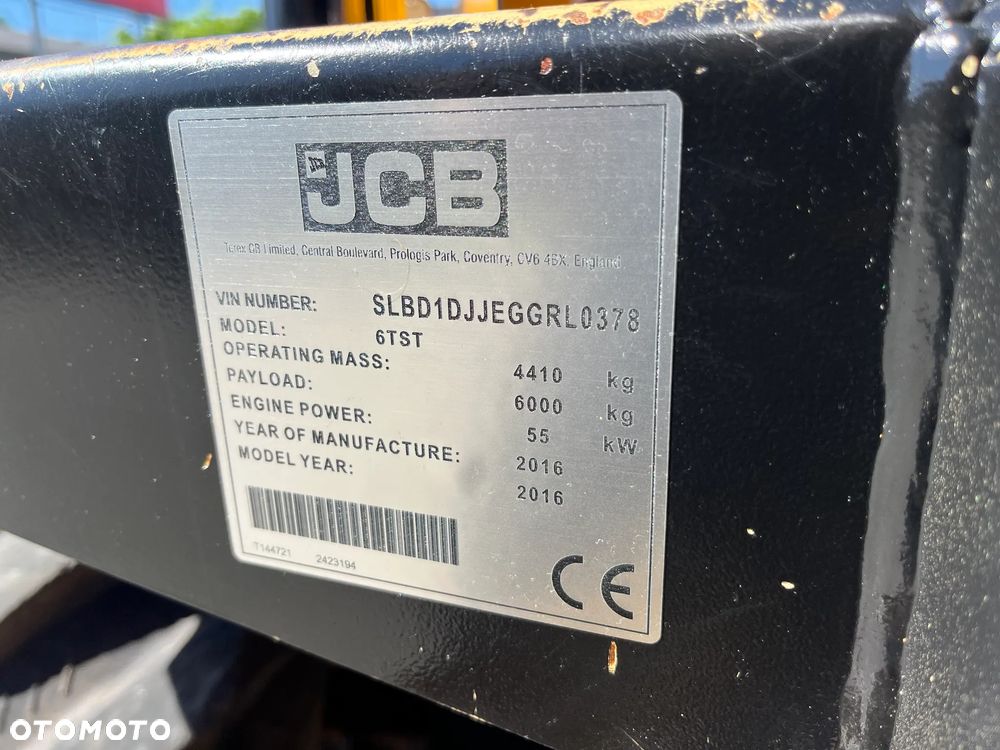 JCB
Terex GB Limited, Central Boulevard, Prologis Park, Coventry, CV6 4BX, England
VIN NUMBER: SLBD1DJJEGGRL0378
MODEL: 6TST
OPERATING MASS: 4410 kg
PAYLOAD: 6000 kg
ENGINE POWER: 55 kW
YEAR OF MANUFACTURE: 2016
MODEL YEAR: 2016
T144721 2423194
CE
OTOMOTO